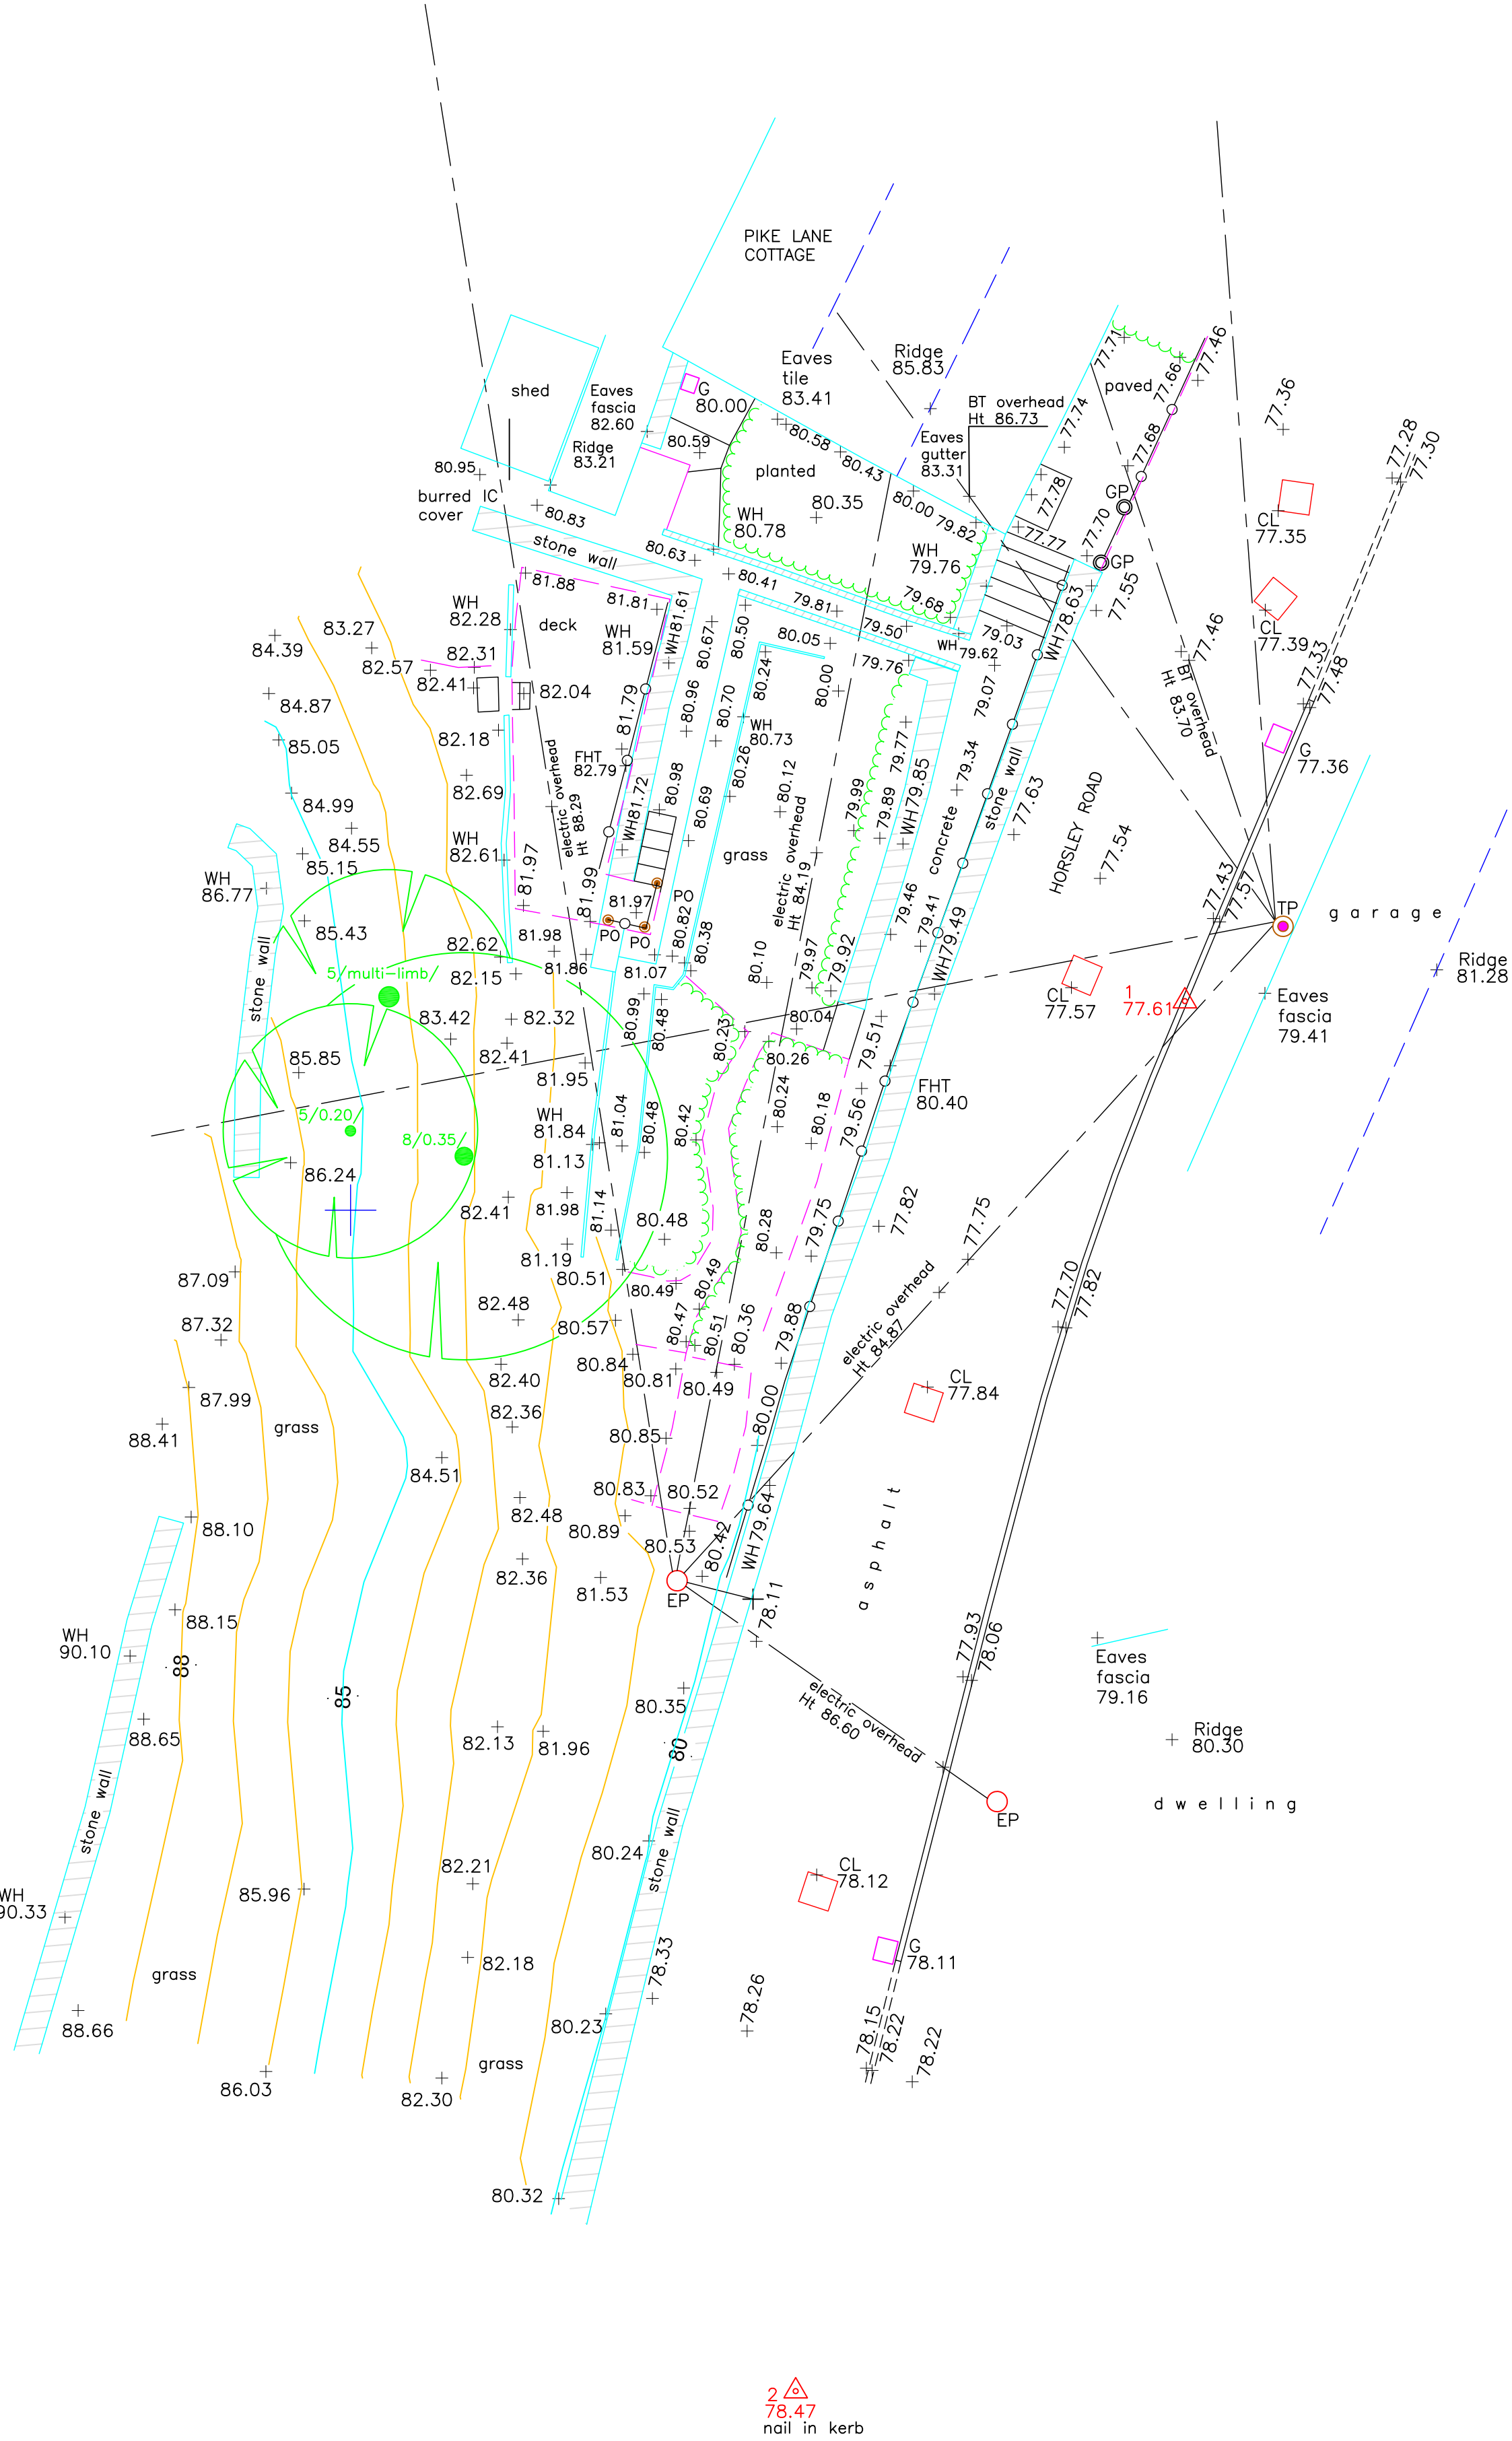 PIKE LANE
COTTAGE
Eaves
tile
83.41
Ridge
85.83
BT overhead
Ht 86.73
Eaves
gutter
83.31
shed
Eaves
fascia
82.60
Ridge
83.21
G
80.00
80.59
80.58
80.43
80.00
79.82
planted
80.35
WH
80.78
WH
79.76
79.68
77.71
77.66
77.46
paved
77.74
77.68
77.36
77.28
77.30
GP
77.78
77.70
77.77
GP
77.55
CL
77.35
CL
77.39
80.95
burred IC
cover
80.83
stone wall
80.63
80.41
79.81
79.50
WH 79.62
79.03
WH78.63
77.46
BT overhead
Ht 83.70
77.33
77.48
G
77.36
81.88
81.81
WH81.61
WH
82.28
deck
WH
81.59
80.67
80.50
80.05
79.76
80.24
80.00
79.07
84.39
83.27
82.57
82.31
82.41
82.04
84.87
81.79
80.96
80.70
85.05
82.18
FHT
82.79
WH
80.73
80.26
79.77
79.34
stone wall
77.63
electric overhead
Ht 88.29
84.99
82.69
WH81.72
80.98
80.69
80.12
79.99
79.89
WH79.85
concrete
HORSLEY ROAD
77.54
84.55
85.15
WH
82.61
81.97
grass
electric overhead
Ht 84.19
WH
86.77
81.99
81.97
PO
PO
PO
79.46
79.41
77.43
77.57
TP
garage
85.43
stone wall
82.62
81.98
80.82
80.38
5/multi-limb/
82.15
81.86
81.07
80.10
79.97
79.92
WH79.49
CL
77.57
1
77.61
Ridge
81.28
Eaves
fascia
79.41
83.42
82.32
80.99
80.48
80.23
80.04
79.51
82.41
80.26
85.85
81.95
FHT
80.40
5/0.20/
8/0.35/
WH
81.84
81.13
81.04
80.48
80.42
80.24
80.18
79.56
86.24
82.41
81.98
81.14
80.48
80.28
79.75
77.82
77.75
87.09
81.19
80.51
80.49
80.49
electric overhead
Ht 84.87
77.70
77.82
87.32
82.48
80.57
80.47
80.51
80.36
79.88
80.84
80.81
80.49
87.99
82.40
CL
77.84
88.41
grass
82.36
80.85
80.00
84.51
80.83
80.52
88.10
82.48
80.89
80.53
80.42
WH79.64
asphalt
82.36
81.53
EP
78.11
88.15
WH
90.10
88
77.93
78.06
Eaves
fascia
79.16
85
electric overhead
Ht 86.60
80.35
88.65
82.13
81.96
80
Ridge
80.30
EP
dwelling
stone wall
80.24
stone wall
82.21
CL
78.12
WH
90.33
85.96
82.18
78.33
G
78.11
grass
88.66
80.23
78.26
78.15
78.22
78.22
86.03
grass
82.30
80.32
2
78.47
nail in kerb